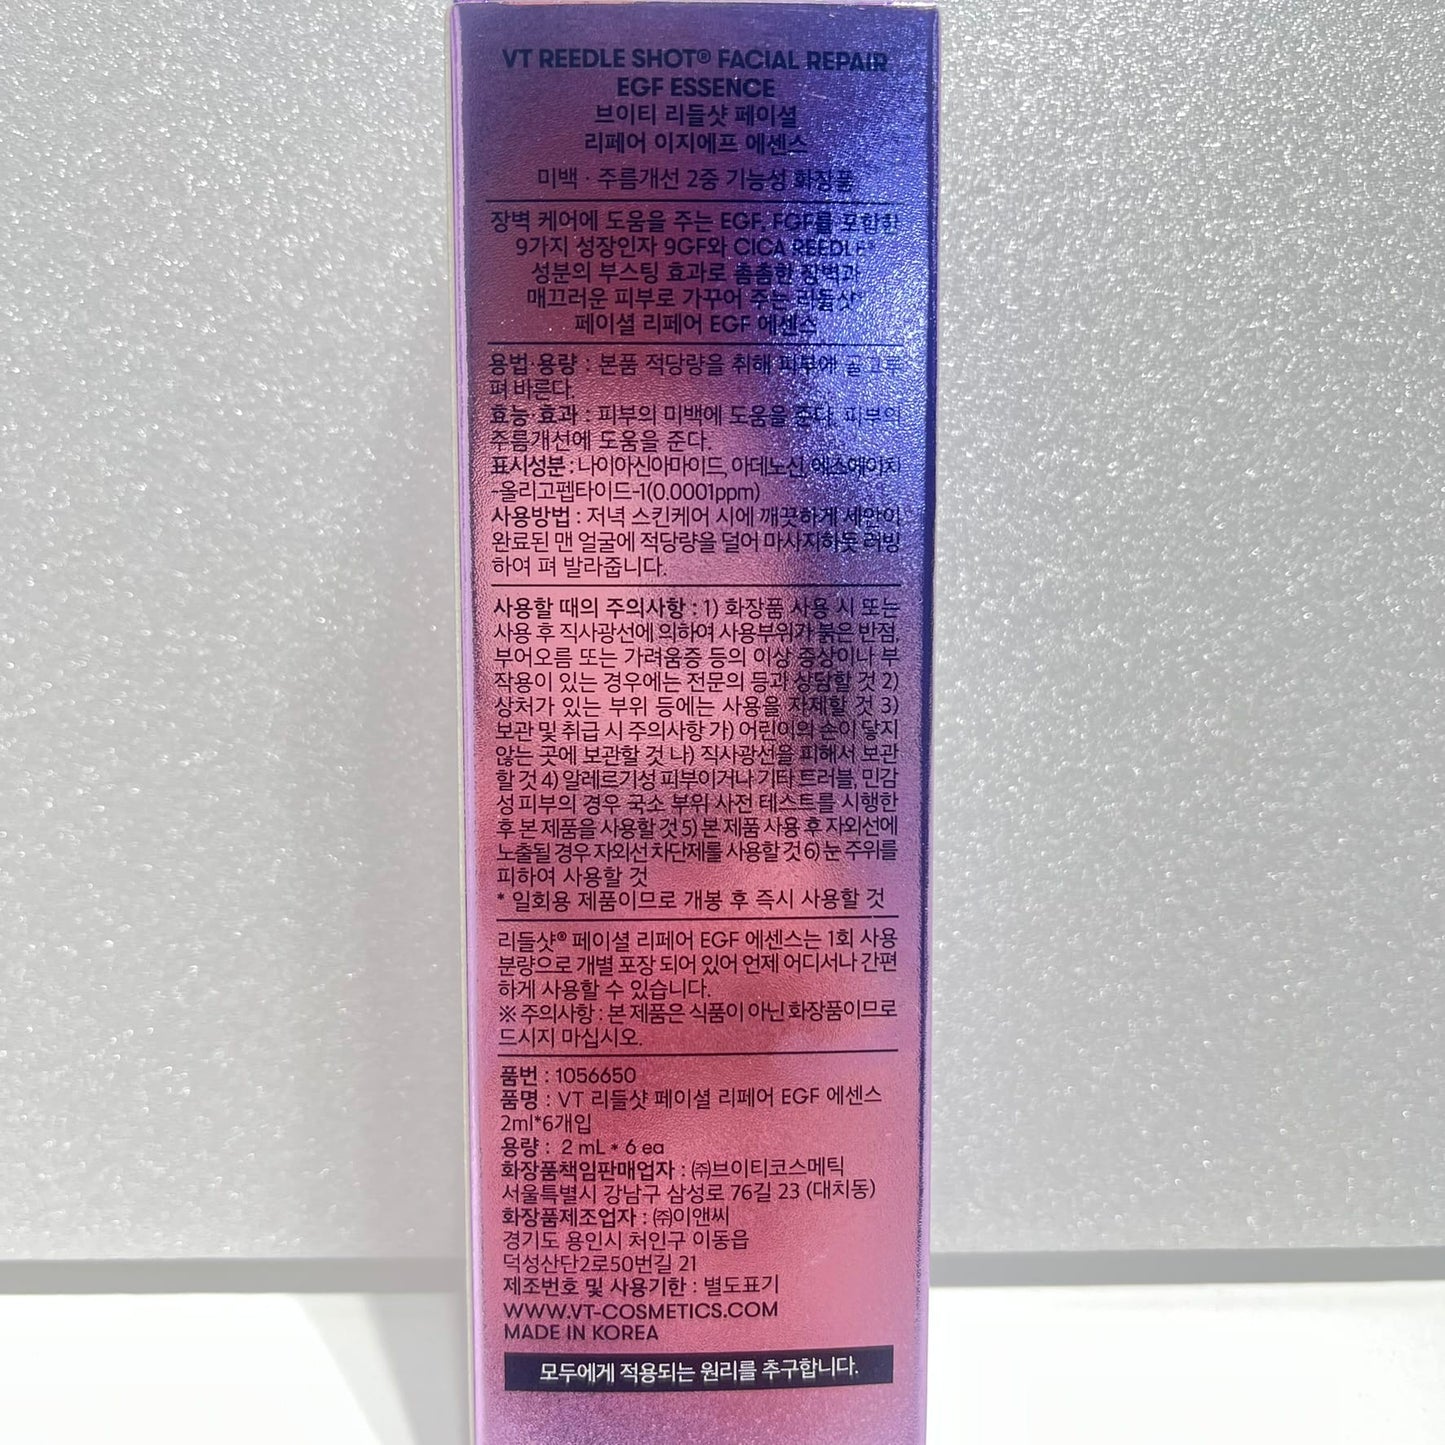 VT REEDLE SHOT® FACIAL REPAIR
EGF ESSENCE
브이티 리들샷 페이셜
리페어 이지에프 에센스
미백 · 주름개선 2중 기능성 화장품
장벽 케어에 도움을 주는 EGF, FGF를 포함한
9가지 성장인자 9GF와 CICA REEDLE®
성분의 부스팅 효과로 촘촘한 장벽과
매끄러운 피부로 가꾸어 주는 리들샷®
페이셜 리페어 EGF 에센스
용법·용량 : 본품 적당량을 취해 피부에 골고루
펴 바른다.
효능·효과 : 피부의 미백에 도움을 준다. 피부의
주름개선에 도움을 준다.
표시성분 : 나이아신아마이드, 아데노신, 에스에이치
-올리고펩타이드-1(0.0001ppm)
사용방법 : 저녁 스킨케어 시에 깨끗하게 세안이
완료된 맨 얼굴에 적당량을 덜어 마사지하듯 러빙
하여 펴 발라줍니다.
사용할 때의 주의사항 : 1) 화장품 사용 시 또는
사용 후 직사광선에 의하여 사용부위가 붉은 반점,
부어오름 또는 가려움증 등의 이상 증상이나 부
작용이 있는 경우에는 전문의 등과 상담할 것 2)
상처가 있는 부위 등에는 사용을 자제할 것 3)
보관 및 취급 시 주의사항 가) 어린이의 손이 닿지
않는 곳에 보관할 것 나) 직사광선을 피해서 보관
할 것 4) 알레르기성 피부이거나 기타 트러블, 민감
성 피부의 경우 국소 부위 사전 테스트를 시행한
후 본 제품을 사용할 것 5) 본 제품 사용 후 자외선에
노출될 경우 자외선 차단제를 사용할 것 6) 눈 주위를
피하여 사용할 것
* 일회용 제품이므로 개봉 후 즉시 사용할 것
리들샷® 페이셜 리페어 EGF 에센스는 1회 사용
분량으로 개별 포장 되어 있어 언제 어디서나 간편
하게 사용할 수 있습니다.
※ 주의사항 : 본 제품은 식품이 아닌 화장품이므로
드시지 마십시오.
품번 : 1056650
품명 : VT 리들샷 페이셜 리페어 EGF 에센스
2ml*6개입
용량 : 2 mL * 6 ea
화장품책임판매업자 : ㈜브이티코스메틱
서울특별시 강남구 삼성로 76길 23 (대치동)
화장품제조업자 : ㈜이앤씨
경기도 용인시 처인구 이동읍
덕성산단2로50번길 21
제조번호 및 사용기한 : 별도표기
WWW.VT-COSMETICS.COM
MADE IN KOREA
모두에게 적용되는 원리를 추구합니다.